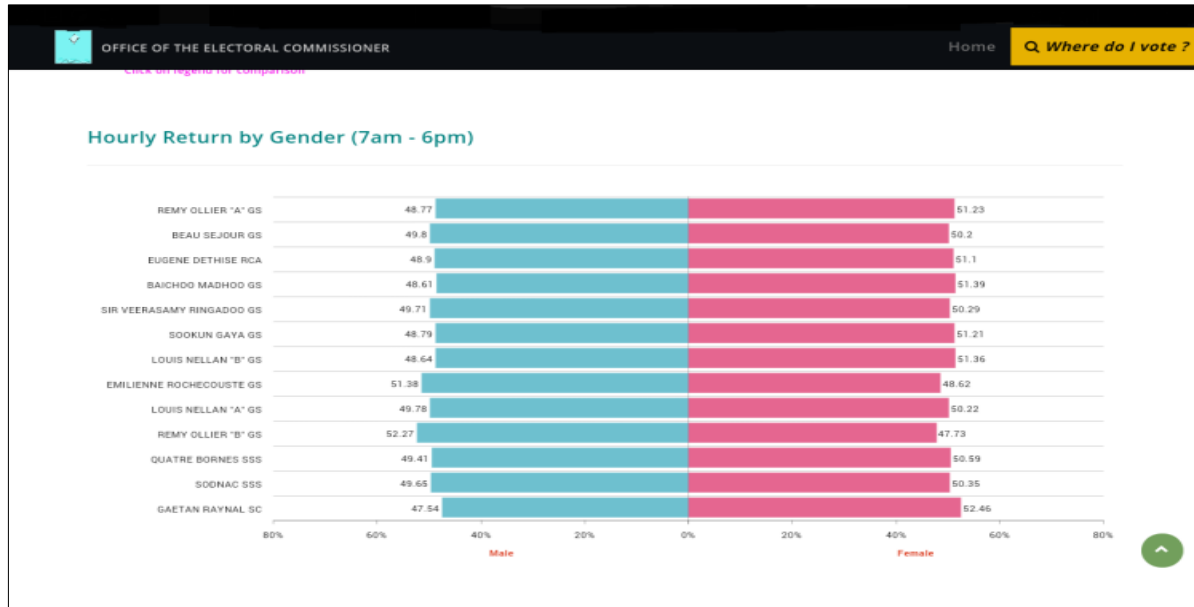 OFFICE OF THE ELECTORAL COMMISSIONER Home Where do I vote ?
Click on legend for comparison
Hourly Return by Gender (7am - 6pm)
REMY OLLIER "A" GS 48.77 51.23
BEAU SEJOUR GS 49.8 50.2
EUGENE DETHISE RCA 48.9 51.1
BAICHOO MADHOO GS 48.61 51.39
SIR VEERASAMY RINGADOO GS 49.71 50.29
SOOKUN GAYA GS 48.79 51.21
LOUIS NELLAN "B" GS 48.64 51.36
EMILIENNE ROCHECOUSTE GS 51.38 48.62
LOUIS NELLAN "A" GS 49.78 50.22
REMY OLLIER "B" GS 52.27 47.73
QUATRE BORNES SSS 49.41 50.59
SODNAC SSS 49.65 50.35
GAETAN RAYNAL SC 47.54 52.46
80% 60% 40% 20% 0% 20% 40% 60% 80%
Male Female